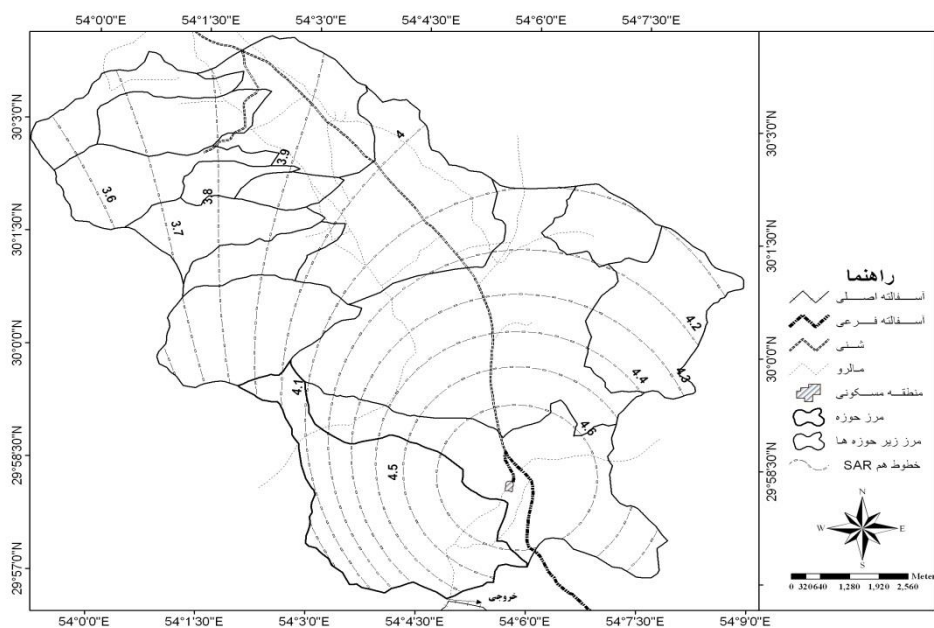 54°0'0"E 54°1'30"E 54°3'0"E 54°4'30"E 54°6'0"E 54°7'30"E
30°3'0"N
30°1'30"N
30°0'0"N
29°58'30"N
29°57'0"N
30°3'0"N
30°1'30"N
30°0'0"N
29°58'30"N
3.6
3.7
3.8
3.9
4
4.1
4.2
4.3
4.4
4.5
4.6
خروجی
راهنما
آسفالته اصلی
آسفالته فرعی
شنی
مالرو
منطقه مسکونی
مرز حوزه
مرز زیر حوزه ها
خطوط هم SAR
N
W E
S
0 320640 1,280 1,920 2,560 Meter
54°0'0"E 54°1'30"E 54°3'0"E 54°4'30"E 54°6'0"E 54°7'30"E 54°9'0"E